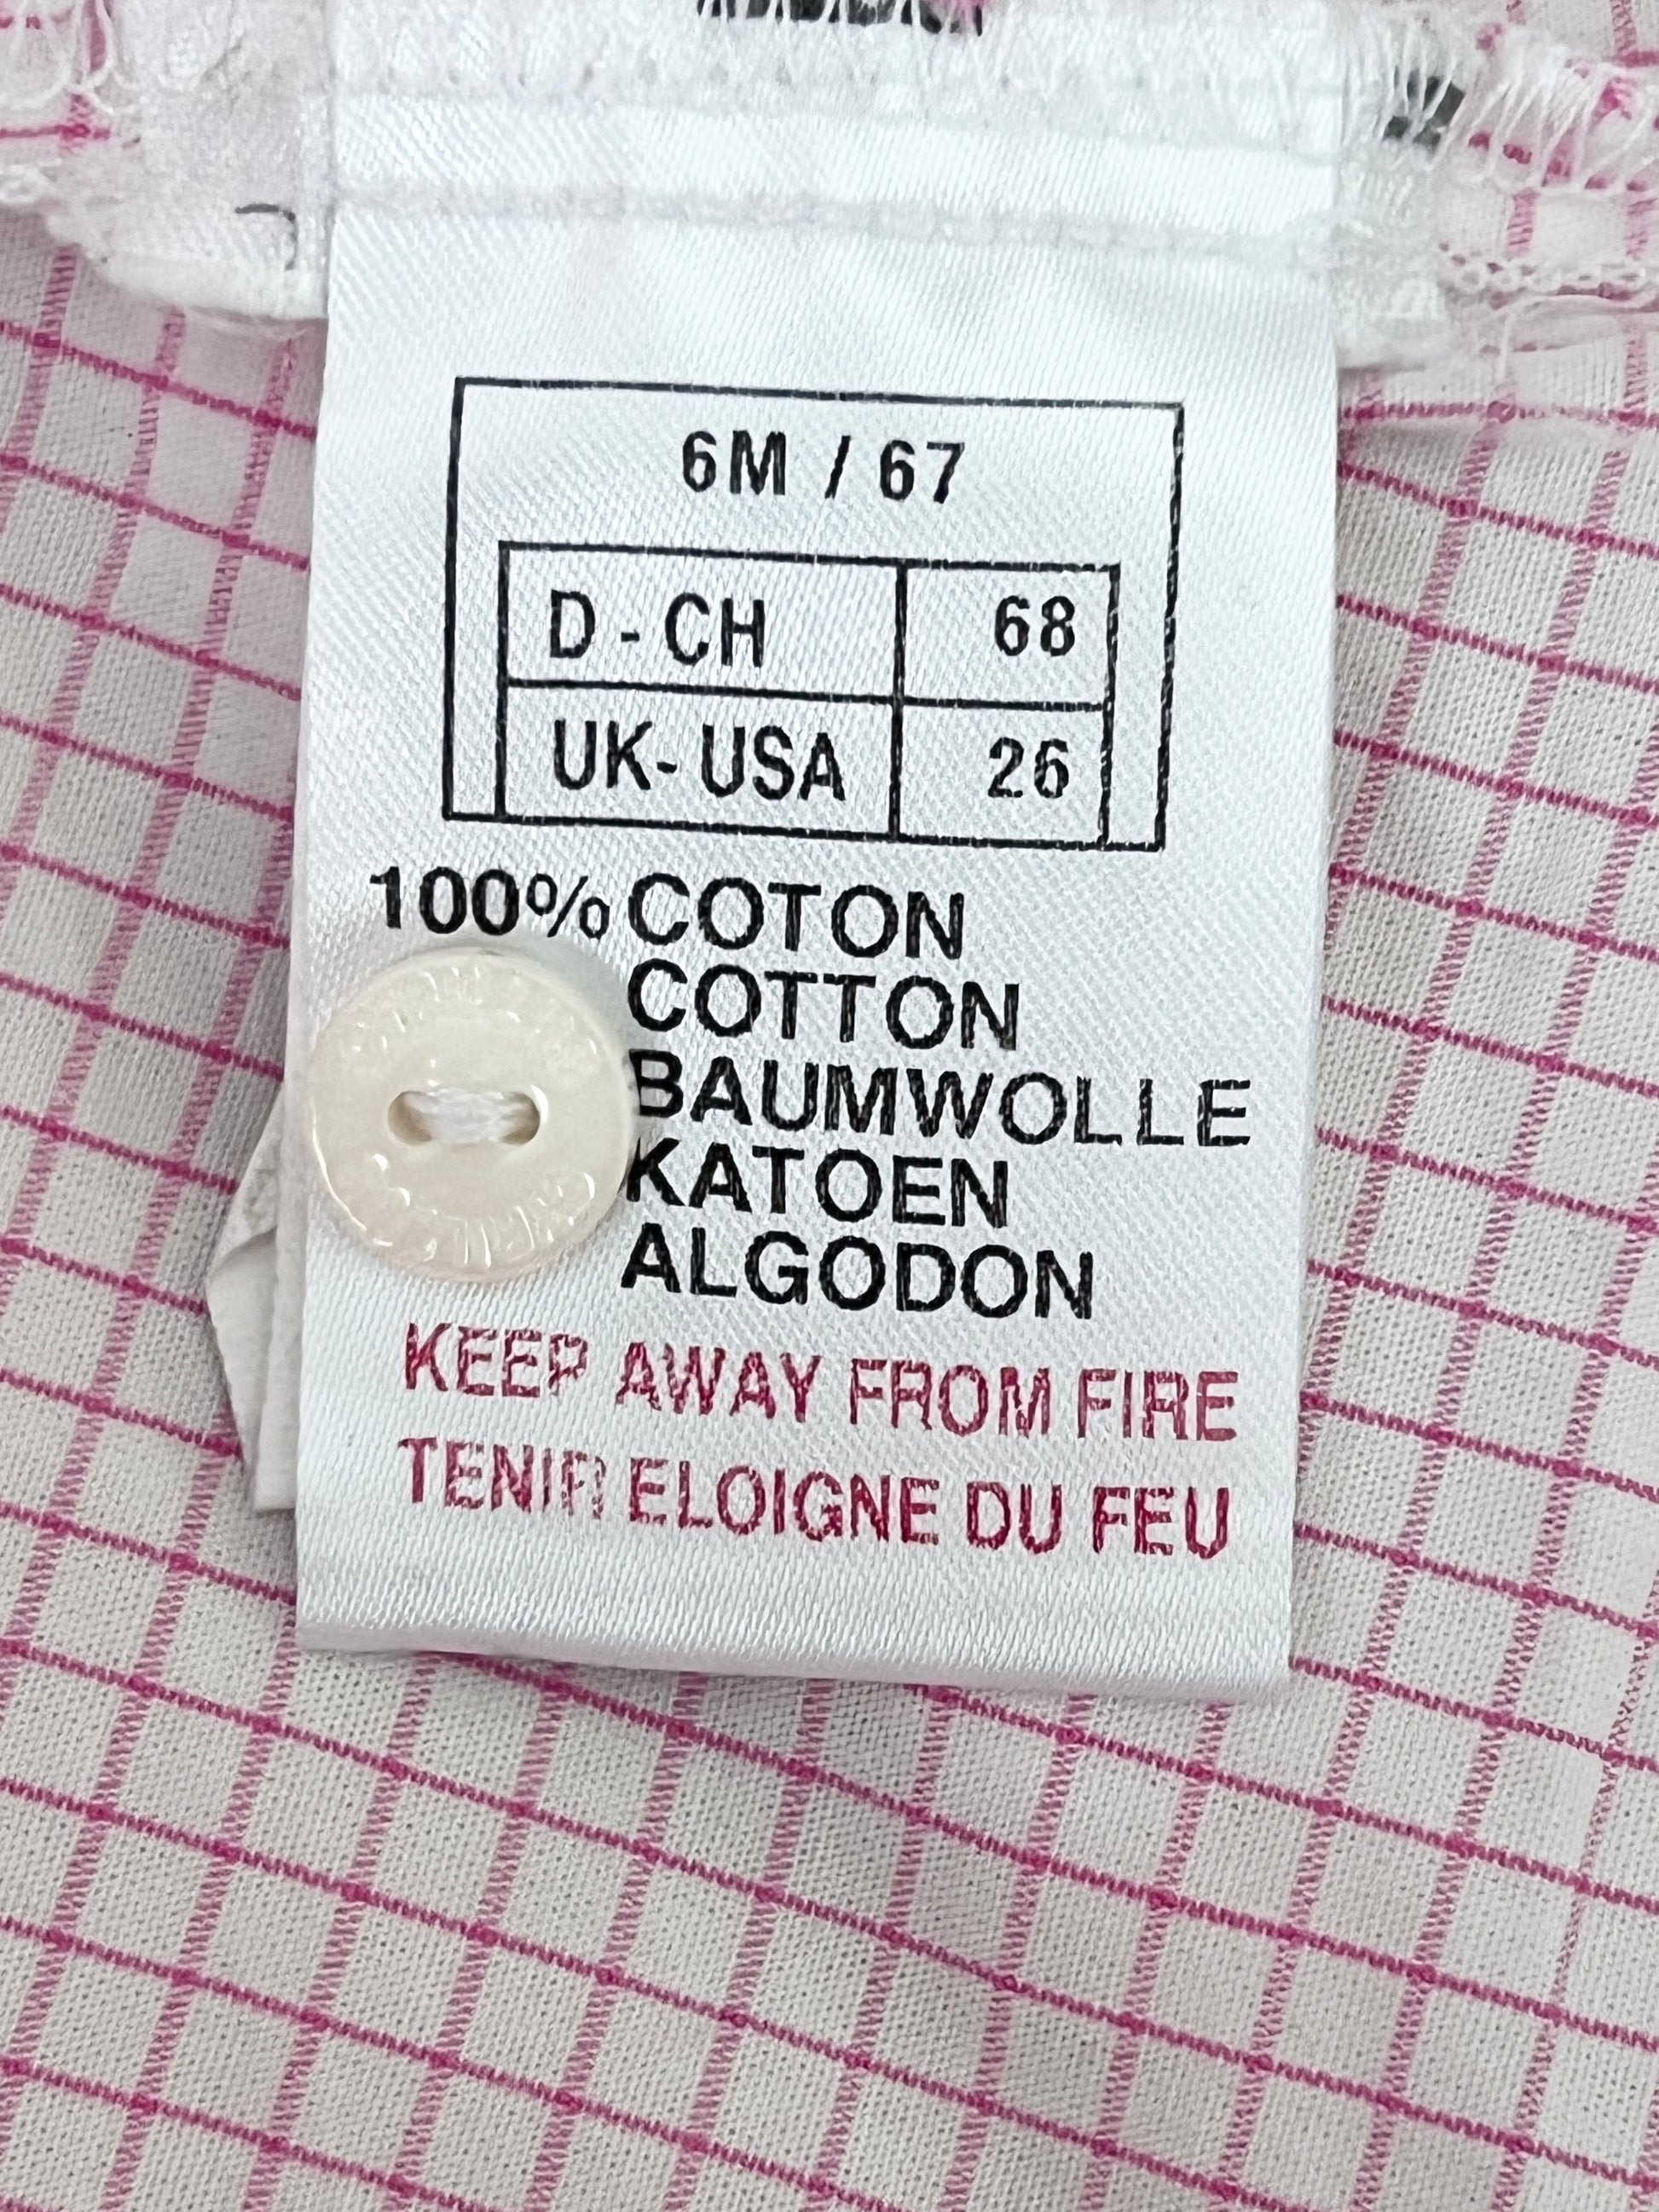 6M / 67
D - CH 68
UK- USA 26
100% COTON
COTTON
BAUMWOLLE
KATOEN
ALGODON
KEEP AWAY FROM FIRE
TENIR ELOIGNE DU FEU